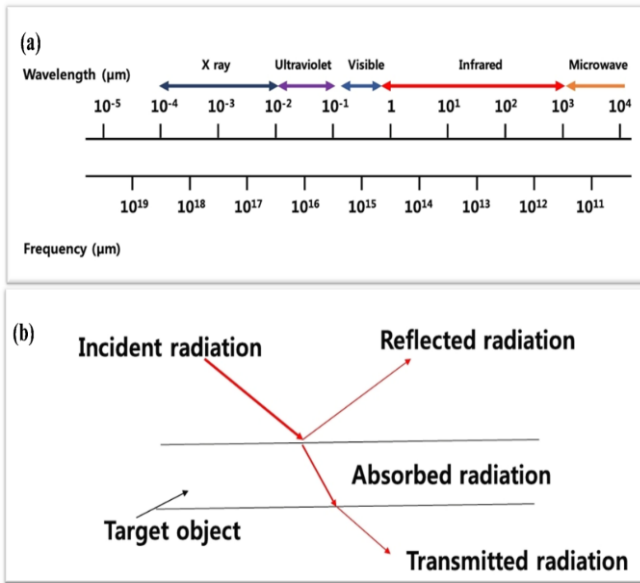 (a)
X ray Ultraviolet Visible Infrared Microwave
Wavelength (μm)
10⁻⁵ 10⁻⁴ 10⁻³ 10⁻² 10⁻¹ 1 10¹ 10² 10³ 10⁴
10¹⁹ 10¹⁸ 10¹⁷ 10¹⁶ 10¹⁵ 10¹⁴ 10¹³ 10¹² 10¹¹
Frequency (μm)
(b)
Incident radiation
Reflected radiation
Absorbed radiation
Target object
Transmitted radiation